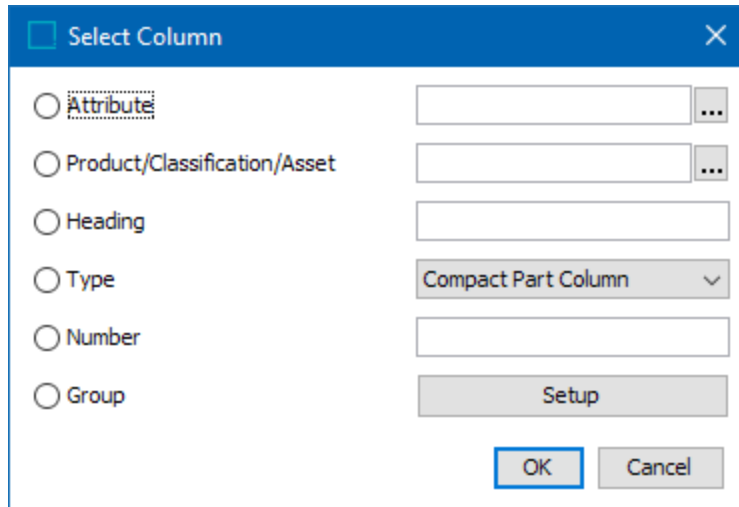 Select Column
Attribute ...
Product/Classification/Asset ...
Heading
Type Compact Part Column
Number
Group Setup
OK Cancel